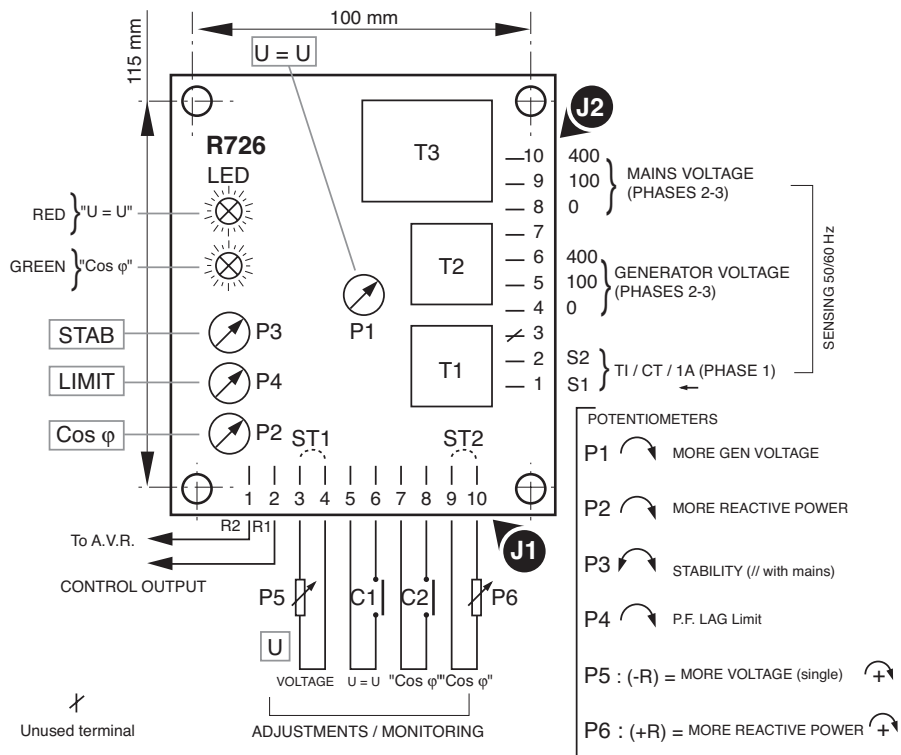 100 mm
115 mm
U = U
J2
R726
LED
T3
10 400
9 100
8 0
MAINS VOLTAGE
(PHASES 2-3)
RED "U = U"
GREEN "Cos φ"
7
T2
6 400
5 100
4 0
GENERATOR VOLTAGE
(PHASES 2-3)
SENSING 50/60 Hz
P1
STAB P3
3
LIMIT P4
T1
2 S2
1 S1
TI / CT / 1A (PHASE 1)
Cos φ P2
ST1 ST2
1 2 3 4 5 6 7 8 9 10
R2 R1
J1
To A.V.R.
CONTROL OUTPUT
P5 C1 C2 P6
U
VOLTAGE U = U "Cos φ" "Cos φ"
ADJUSTMENTS / MONITORING
Unused terminal
POTENTIOMETERS
P1 MORE GEN VOLTAGE
P2 MORE REACTIVE POWER
P3 STABILITY (// with mains)
P4 P.F. LAG Limit
P5 : (-R) = MORE VOLTAGE (single) +
P6 : (+R) = MORE REACTIVE POWER +